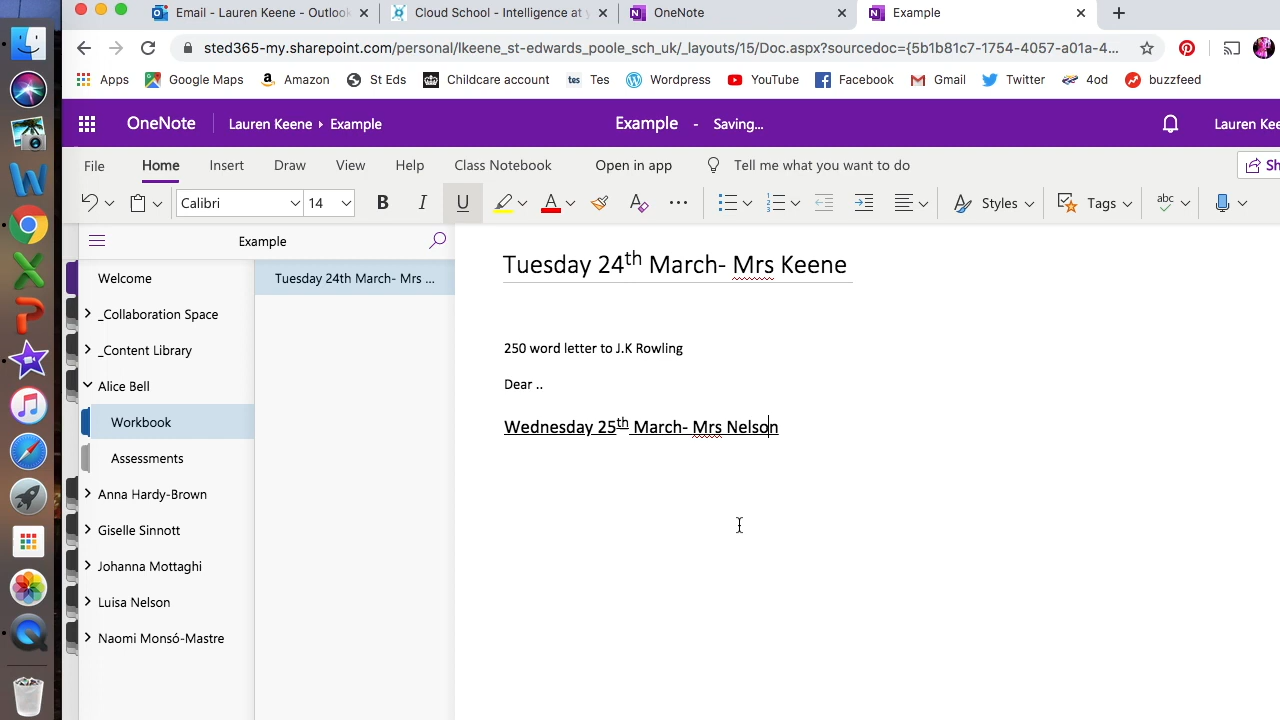 Email - Lauren Keene - Outlook
Cloud School - Intelligence at y
OneNote
Example
sted365-my.sharepoint.com/personal/lkeene_st-edwards_poole_sch_uk/_layouts/15/Doc.aspx?sourcedoc={5b1b81c7-1754-4057-a01a-4...
Apps
Google Maps
Amazon
St Eds
Childcare account
tes Tes
Wordpress
YouTube
Facebook
Gmail
Twitter
4od
buzzfeed
OneNote
Lauren Keene › Example
Example - Saving...
Lauren Kee
File
Home
Insert
Draw
View
Help
Class Notebook
Open in app
Tell me what you want to do
Sh
Calibri
14
B
I
U
A
Styles
Tags
abc
Example
Welcome
_Collaboration Space
_Content Library
Alice Bell
Workbook
Assessments
Anna Hardy-Brown
Giselle Sinnott
Johanna Mottaghi
Luisa Nelson
Naomi Monsó-Mastre
Tuesday 24th March- Mrs ...
Tuesday 24th March- Mrs Keene
250 word letter to J.K Rowling
Dear ..
Wednesday 25th March- Mrs Nelson